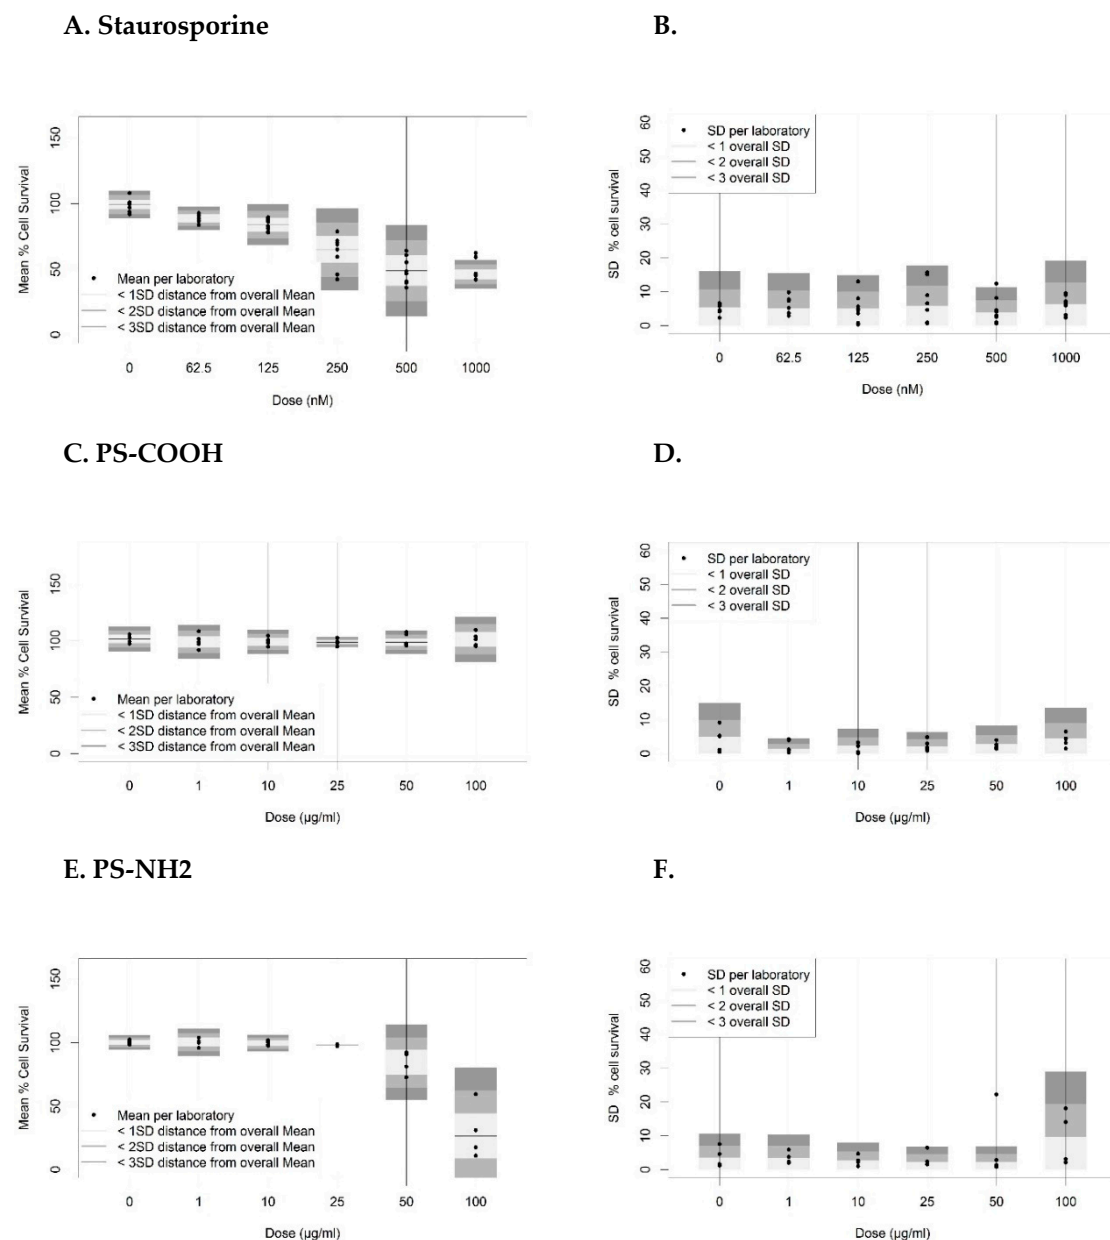 A. Staurosporine
Mean % Cell Survival
150
100
50
0
Mean per laboratory
< 1SD distance from overall Mean
< 2SD distance from overall Mean
< 3SD distance from overall Mean
0 62.5 125 250 500 1000
Dose (nM)
B.
SD % cell survival
60
50
40
30
20
10
0
SD per laboratory
< 1 overall SD
< 2 overall SD
< 3 overall SD
0 62.5 125 250 500 1000
Dose (nM)
C. PS-COOH
Mean % Cell Survival
150
100
50
0
Mean per laboratory
< 1SD distance from overall Mean
< 2SD distance from overall Mean
< 3SD distance from overall Mean
0 1 10 25 50 100
Dose (µg/ml)
D.
SD % cell survival
60
50
40
30
20
10
0
SD per laboratory
< 1 overall SD
< 2 overall SD
< 3 overall SD
0 1 10 25 50 100
Dose (µg/ml)
E. PS-NH2
Mean % Cell Survival
150
100
50
0
Mean per laboratory
< 1SD distance from overall Mean
< 2SD distance from overall Mean
< 3SD distance from overall Mean
0 1 10 25 50 100
Dose (µg/ml)
F.
SD % cell survival
60
50
40
30
20
10
0
SD per laboratory
< 1 overall SD
< 2 overall SD
< 3 overall SD
0 1 10 25 50 100
Dose (µg/ml)